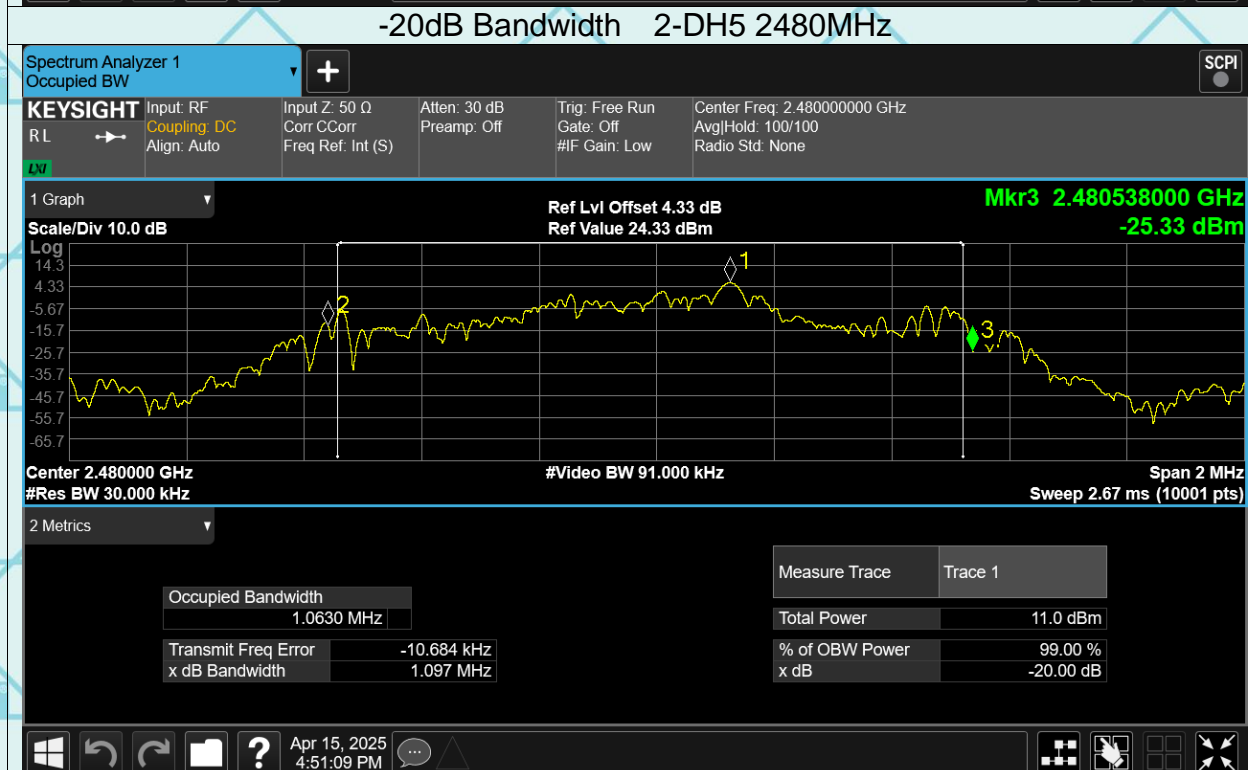 -20dB Bandwidth 2-DH5 2480MHz
Spectrum Analyzer 1
Occupied BW
+
SCPI
KEYSIGHT
RL
LXI
Input: RF
Coupling: DC
Align: Auto
Input Z: 50 Ω
Corr CCorr
Freq Ref: Int (S)
Atten: 30 dB
Preamp: Off
Trig: Free Run
Gate: Off
#IF Gain: Low
Center Freq: 2.480000000 GHz
Avg|Hold: 100/100
Radio Std: None
1 Graph
Scale/Div 10.0 dB
Ref Lvl Offset 4.33 dB
Ref Value 24.33 dBm
Mkr3 2.480538000 GHz
-25.33 dBm
Log
14.3
4.33
-5.67
-15.7
-25.7
-35.7
-45.7
-55.7
-65.7
1
2
3
Center 2.480000 GHz
#Res BW 30.000 kHz
#Video BW 91.000 kHz
Span 2 MHz
Sweep 2.67 ms (10001 pts)
2 Metrics
Occupied Bandwidth
1.0630 MHz
Transmit Freq Error -10.684 kHz
x dB Bandwidth 1.097 MHz
Measure Trace Trace 1
Total Power 11.0 dBm
% of OBW Power 99.00 %
x dB -20.00 dB
?
Apr 15, 2025
4:51:09 PM